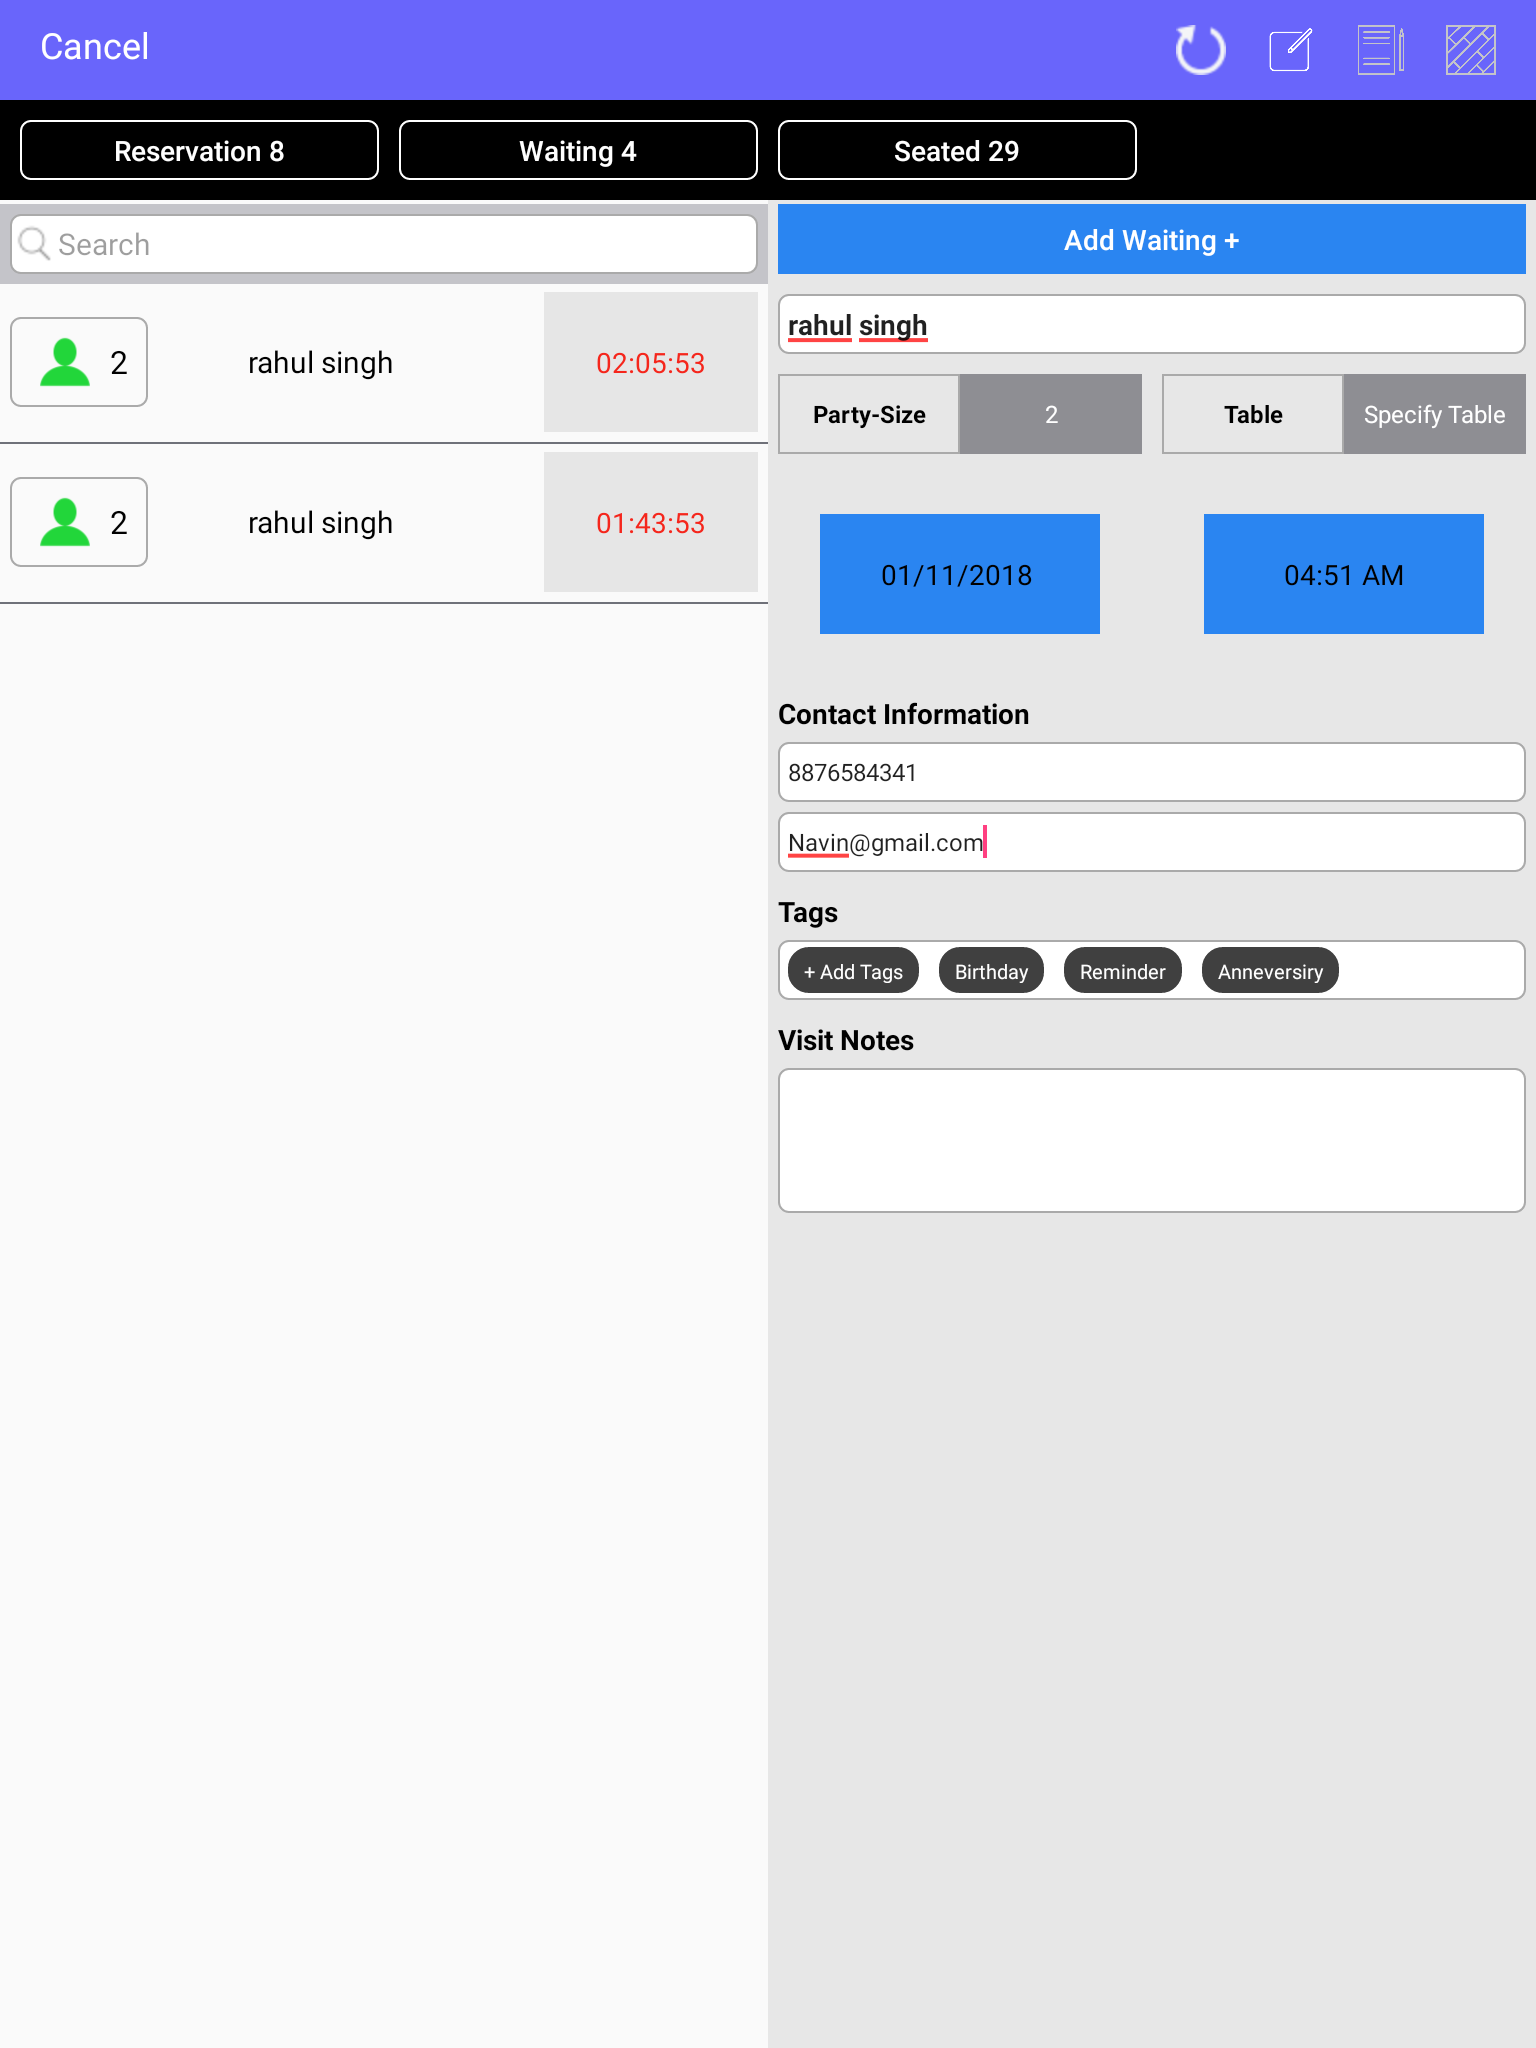 Cancel
Reservation 8
Waiting 4
Seated 29
Search
2 rahul singh 02:05:53
2 rahul singh 01:43:53
Add Waiting +
rahul singh
Party-Size 2 Table Specify Table
01/11/2018 04:51 AM
Contact Information
8876584341
Navin@gmail.com
Tags
+ Add Tags Birthday Reminder Anneversiry
Visit Notes